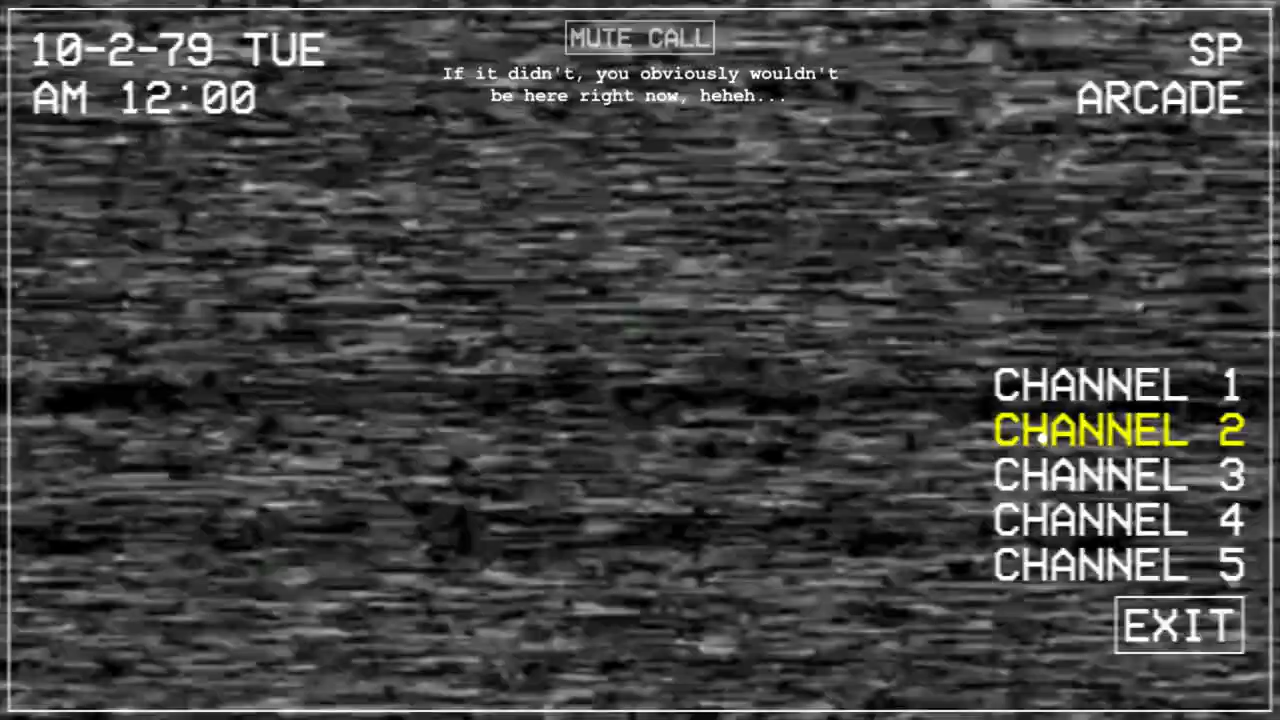 10-2-79 TUE
AM 12:00
MUTE CALL
If it didn't, you obviously wouldn't
be here right now, heheh...
SP
ARCADE
CHANNEL 1
CHANNEL 2
CHANNEL 3
CHANNEL 4
CHANNEL 5
EXIT